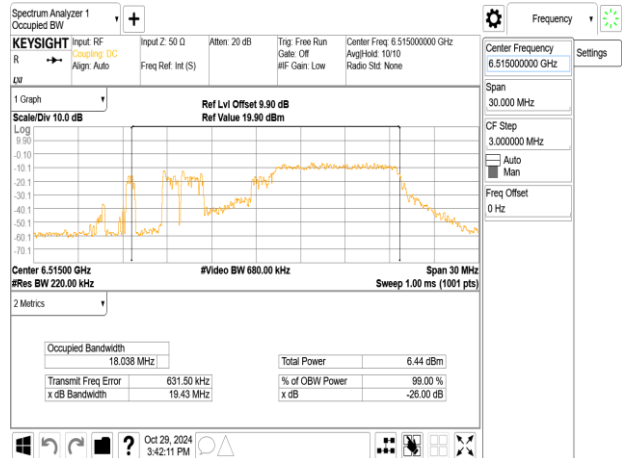 Spectrum Analyzer 1
Occupied BW
+
Frequency
KEYSIGHT
R
LXI
Input: RF
Coupling: DC
Align: Auto
Input Z: 50 Ω
Freq Ref: Int (S)
Atten: 20 dB
Trig: Free Run
Gate: Off
#IF Gain: Low
Center Freq: 6.515000000 GHz
Avg|Hold: 10/10
Radio Std: None
Center Frequency
6.515000000 GHz
Settings
Span
30.000 MHz
CF Step
3.000000 MHz
Auto
Man
Freq Offset
0 Hz
1 Graph
Scale/Div 10.0 dB
Ref Lvl Offset 9.90 dB
Ref Value 19.90 dBm
Log
9.90
-0.10
-10.1
-20.1
-30.1
-40.1
-50.1
-60.1
-70.1
Center 6.51500 GHz
#Res BW 220.00 kHz
#Video BW 680.00 kHz
Span 30 MHz
Sweep 1.00 ms (1001 pts)
2 Metrics
Occupied Bandwidth
18.038 MHz
Total Power 6.44 dBm
Transmit Freq Error 631.50 kHz
% of OBW Power 99.00 %
x dB Bandwidth 19.43 MHz
x dB -26.00 dB
?
Oct 29, 2024
3:42:11 PM